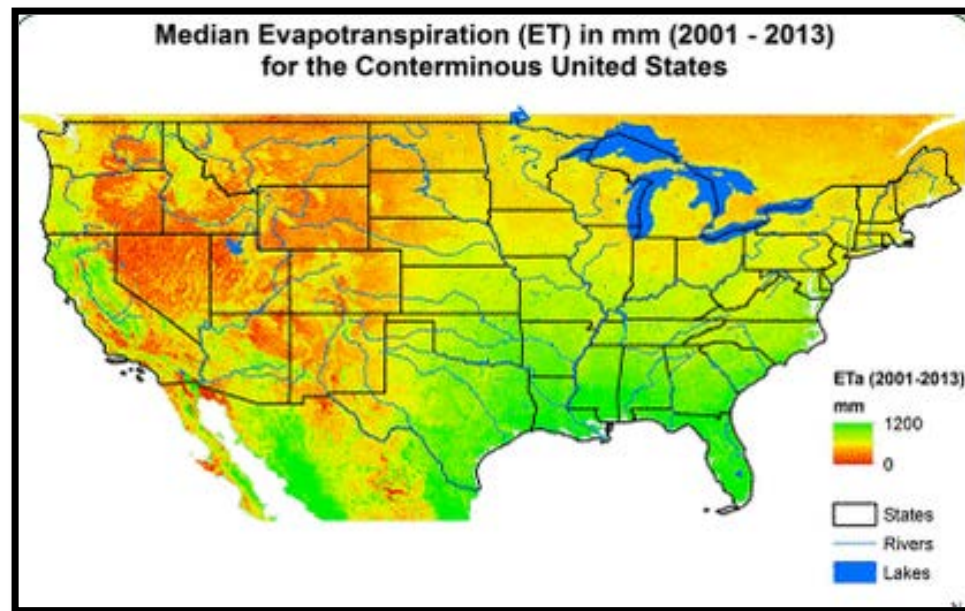 Median Evapotranspiration (ET) in mm (2001 - 2013)
for the Conterminous United States
ETa (2001-2013)
mm
1200
0
States
Rivers
Lakes